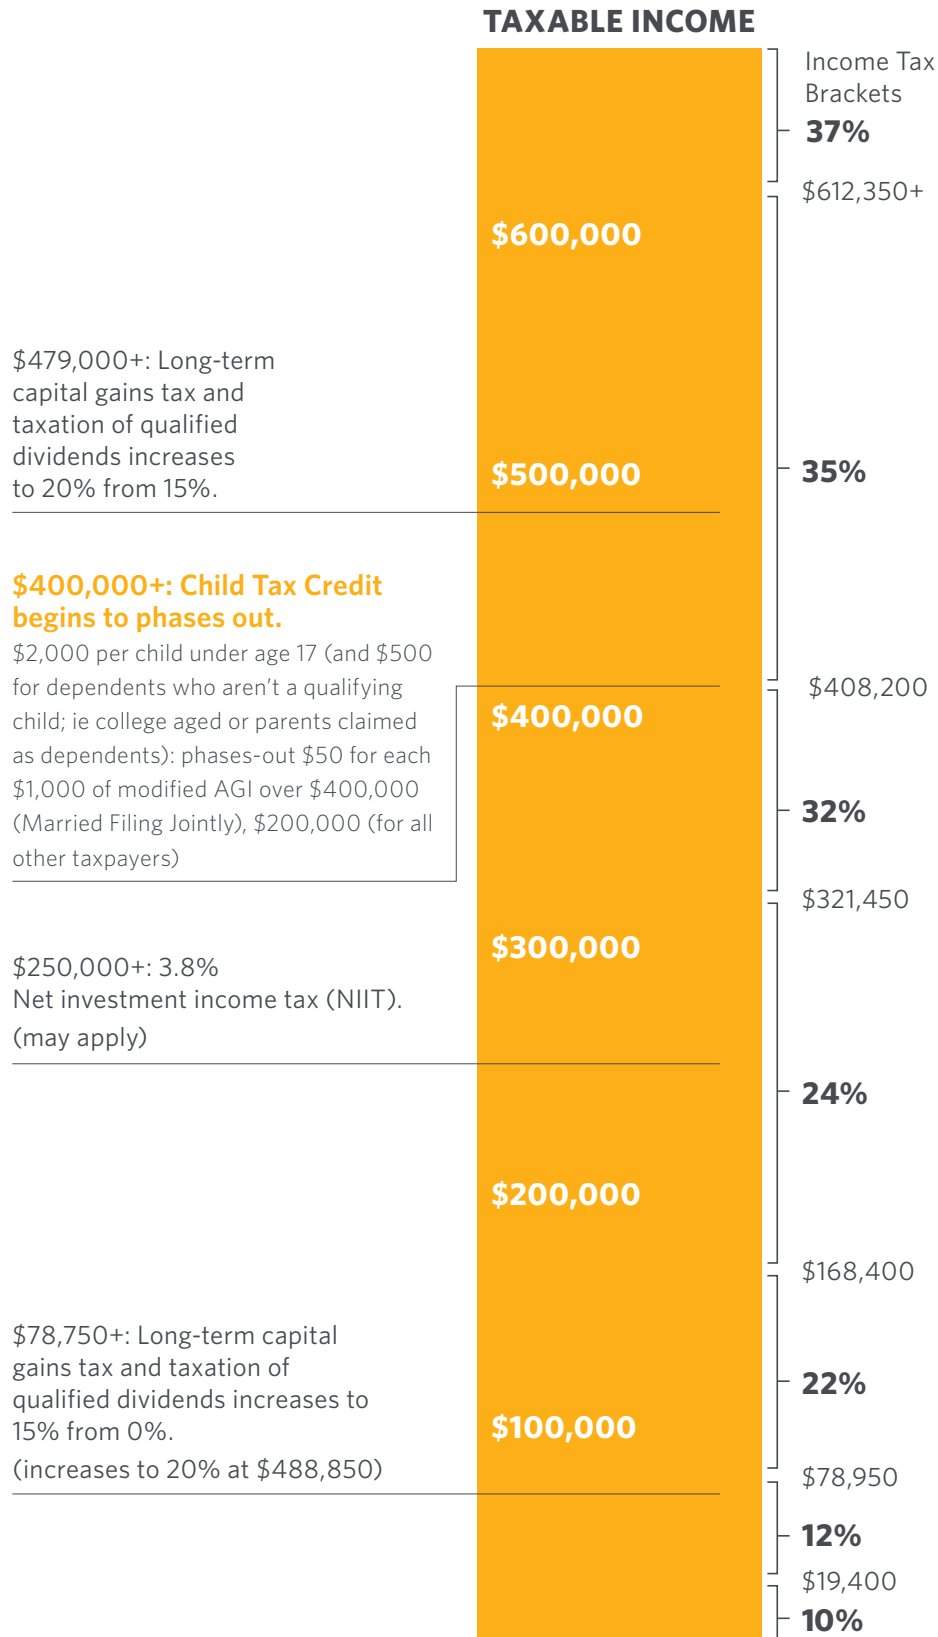 TAXABLE INCOME
Income Tax
Brackets
37%
$612,350+
$600,000
$479,000+: Long-term
capital gains tax and
taxation of qualified
dividends increases
to 20% from 15%.
$500,000
35%
$400,000+: Child Tax Credit
begins to phases out.
$2,000 per child under age 17 (and $500
for dependents who aren't a qualifying
child; ie college aged or parents claimed
as dependents): phases-out $50 for each
$1,000 of modified AGI over $400,000
(Married Filing Jointly), $200,000 (for all
other taxpayers)
$408,200
$400,000
32%
$321,450
$300,000
$250,000+: 3.8%
Net investment income tax (NIIT).
(may apply)
24%
$200,000
$168,400
$78,750+: Long-term capital
gains tax and taxation of
qualified dividends increases to
15% from 0%.
(increases to 20% at $488,850)
22%
$100,000
$78,950
12%
$19,400
10%